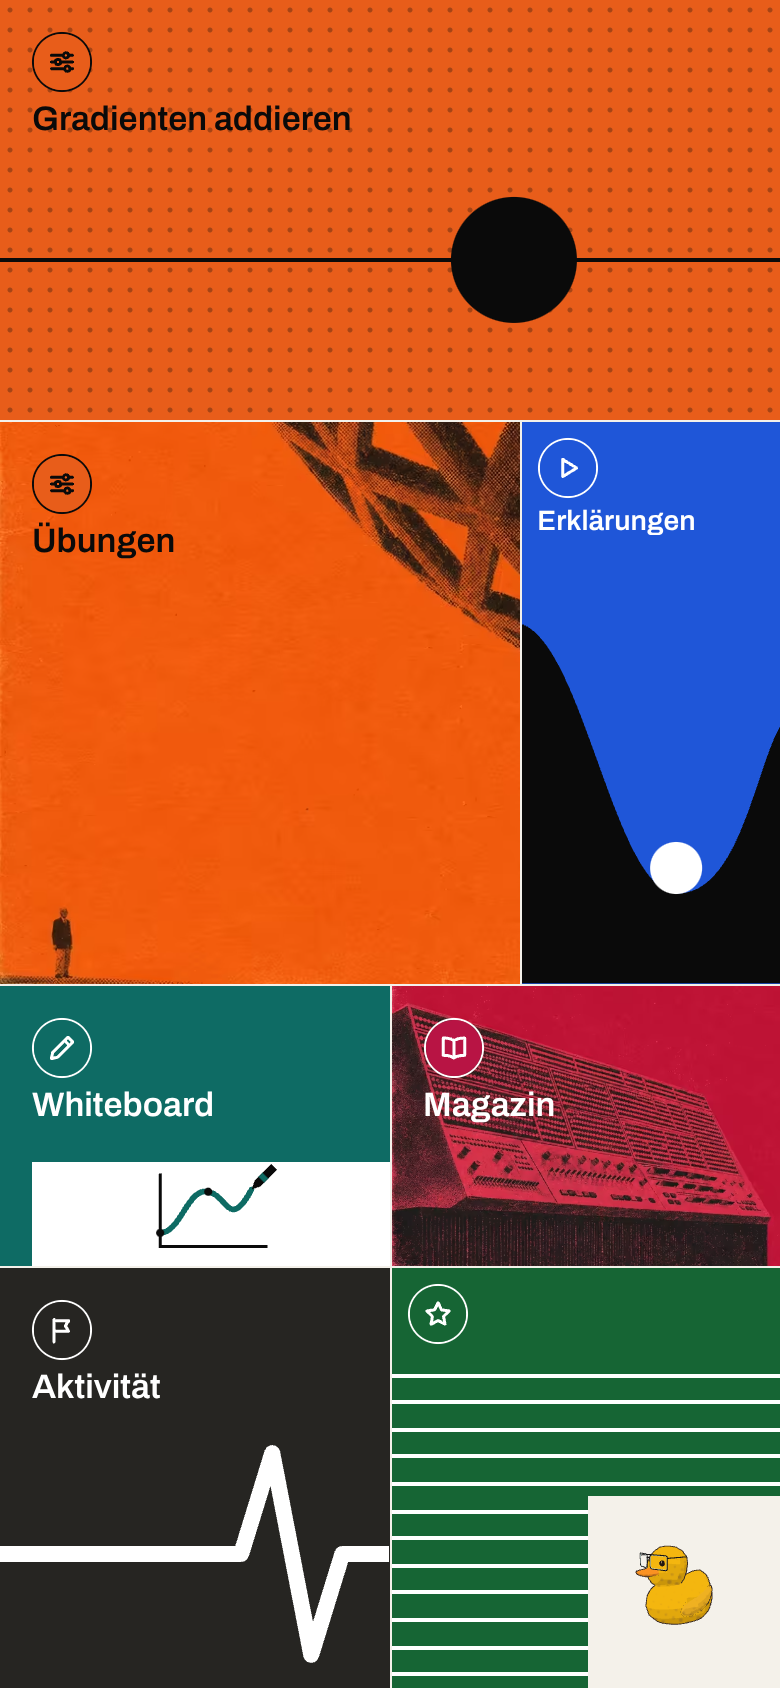 Gradienten addieren
Übungen
Erklärungen
Whiteboard
Magazin
Aktivität